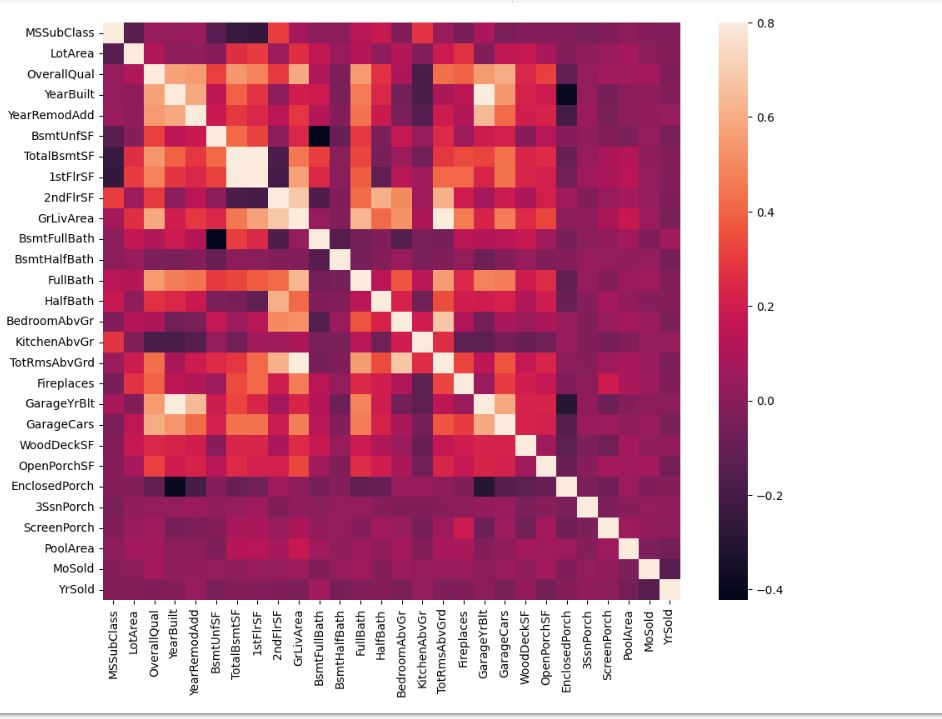 MSSubClass
LotArea
OverallQual
YearBuilt
YearRemodAdd
BsmtUnfSF
TotalBsmtSF
1stFlrSF
2ndFlrSF
GrLivArea
BsmtFullBath
BsmtHalfBath
FullBath
HalfBath
BedroomAbvGr
KitchenAbvGr
TotRmsAbvGrd
Fireplaces
GarageYrBlt
GarageCars
WoodDeckSF
OpenPorchSF
EnclosedPorch
3SsnPorch
ScreenPorch
PoolArea
MoSold
YrSold
MSSubClass
LotArea
OverallQual
YearBuilt
YearRemodAdd
BsmtUnfSF
TotalBsmtSF
1stFlrSF
2ndFlrSF
GrLivArea
BsmtFullBath
BsmtHalfBath
FullBath
HalfBath
BedroomAbvGr
KitchenAbvGr
TotRmsAbvGrd
Fireplaces
GarageYrBlt
GarageCars
WoodDeckSF
OpenPorchSF
EnclosedPorch
3SsnPorch
ScreenPorch
PoolArea
MoSold
YrSold
0.8
0.6
0.4
0.2
0.0
−0.2
−0.4